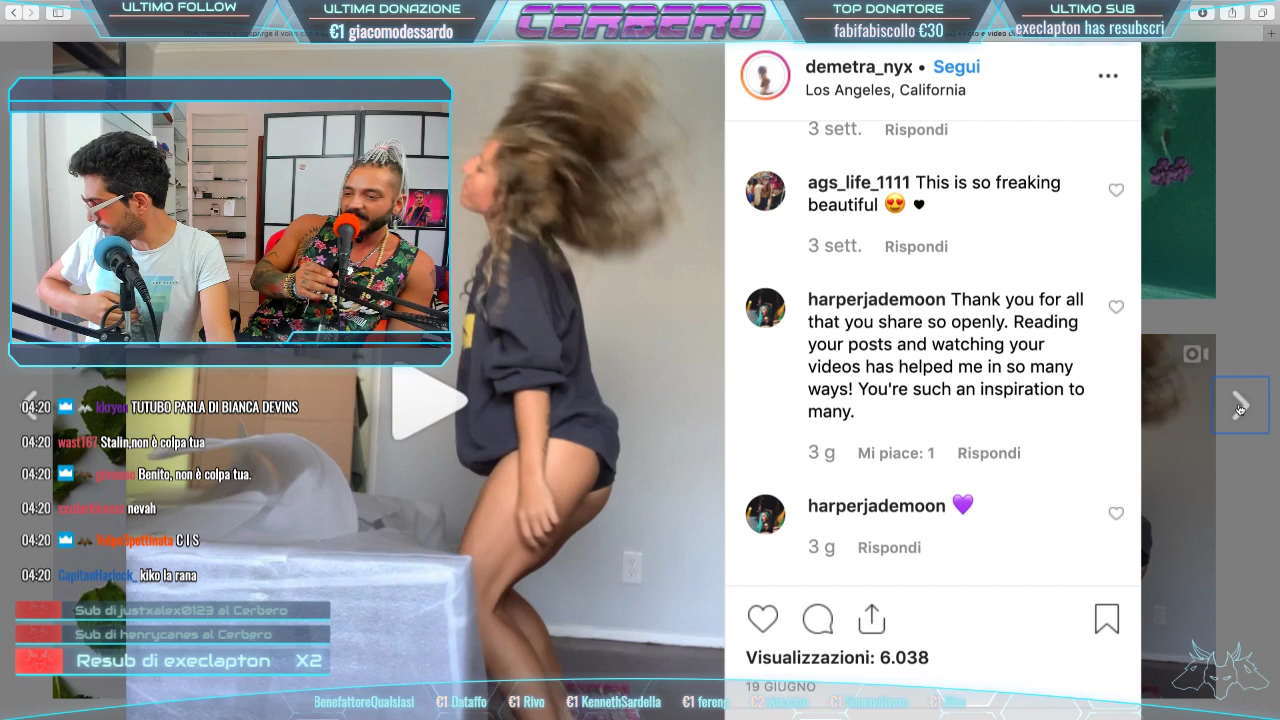 ULTIMO FOLLOW
ULTIMA DONAZIONE
€1 giacomodessardo
CERBERO
TOP DONATORE
fabifabiscollo €30
ULTIMO SUB
execlapton has resubscri
demetra_nyx • Segui
Los Angeles, California
3 sett. Rispondi
ags_life_1111 This is so freaking
beautiful 😍 ♥
3 sett. Rispondi
harperjademoon Thank you for all
that you share so openly. Reading
your posts and watching your
videos has helped me in so many
ways! You're such an inspiration to
many.
3 g Mi piace: 1 Rispondi
harperjademoon 💜
3 g Rispondi
Visualizzazioni: 6.038
19 GIUGNO
04:20 kkryen TUTUBO PARLA DI BIANCA DEVINS
04:20 wast167 Stalin,non è colpa tua
04:20 Benito, non è colpa tua.
04:20 nevah
04:20 VolpeSpettinata C I S
04:20 CapitanHarlock_ kiko la rana
Sub di justxalex0123 al Cerbero
Sub di henrycanes al Cerbero
Resub di execlapton X2
BenefattoreQualsiasi €1 Dataffo €1 Rivo €1 KennethSardella €1 fereng